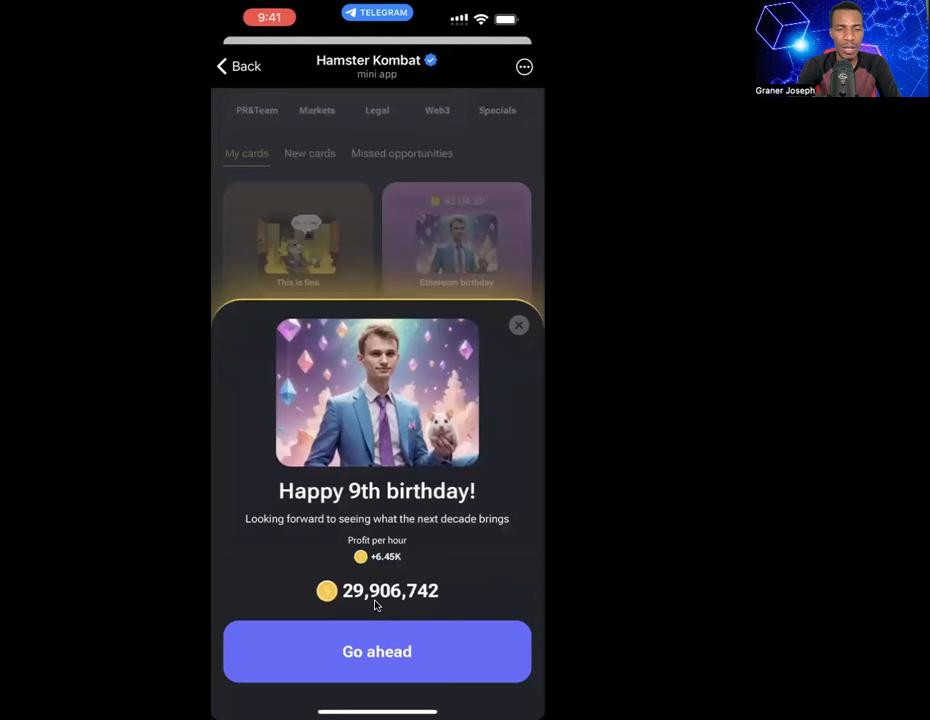 9:41
TELEGRAM
Back
Hamster Kombat
mini app
PR&Team
Markets
Legal
Web3
Specials
My cards
New cards
Missed opportunities
This is fine
Ethereum birthday
Happy 9th birthday!
Looking forward to seeing what the next decade brings
Profit per hour
+6.45K
29,906,742
Go ahead
Graner Joseph